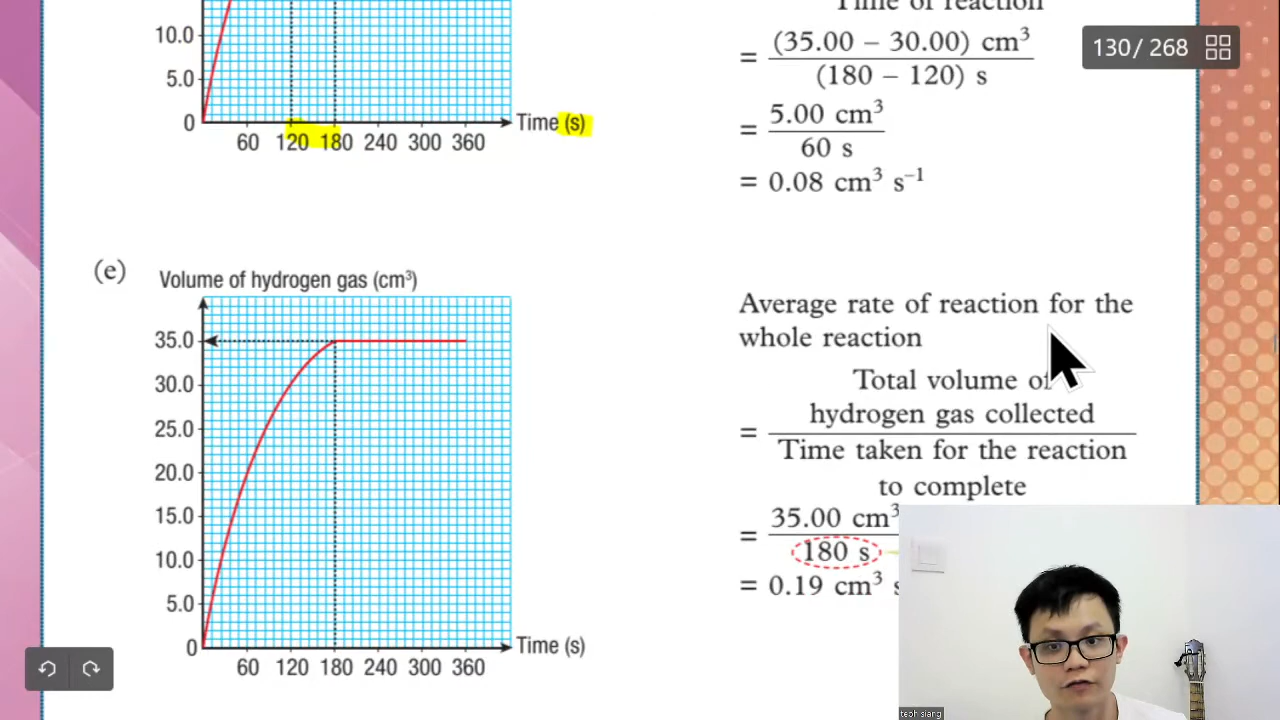 Time of reaction
10.0
5.0
0
60 120 180 240 300 360
Time (s)
= (35.00 – 30.00) cm³
(180 – 120) s
= 5.00 cm³
60 s
= 0.08 cm³ s⁻¹
130/ 268
(e)
Volume of hydrogen gas (cm³)
35.0
30.0
25.0
20.0
15.0
10.0
5.0
0
60 120 180 240 300 360
Time (s)
Average rate of reaction for the
whole reaction
Total volume of
hydrogen gas collected
=
Time taken for the reaction
to complete
= 35.00 cm³
180 s
= 0.19 cm³ s
teoh siang